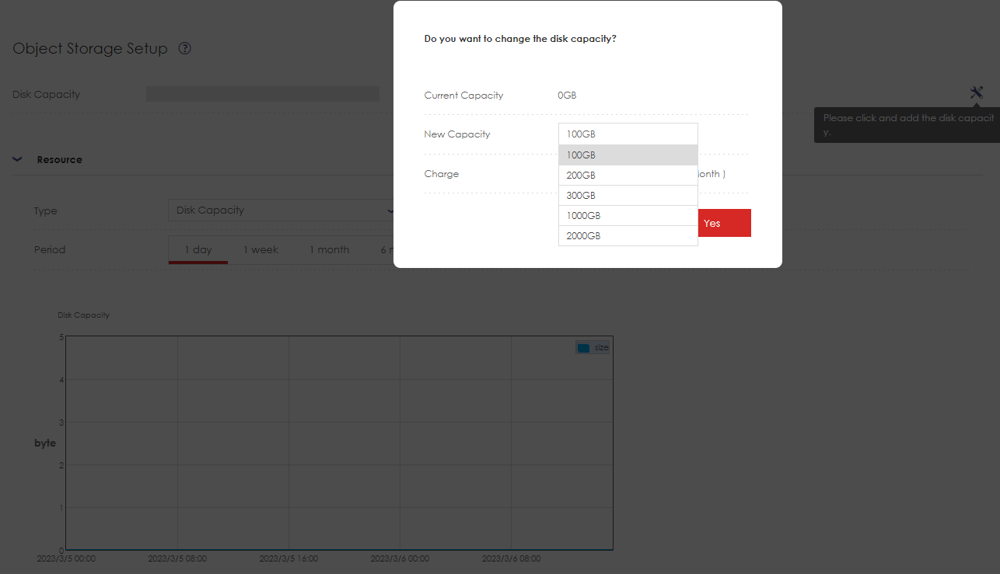 Do you want to change the disk capacity?
Object Storage Setup ?
Disk Capacity
Current Capacity 0GB
Please click and add the disk capacit
y.
New Capacity 100GB
100GB
200GB
300GB
1000GB
2000GB
Charge onth )
Yes
Resource
Type Disk Capacity
Period 1 day 1 week 1 month 6
Disk Capacity
size
byte
5
4
3
2
1
0
2023/3/5 00:00 2023/3/5 08:00 2023/3/5 16:00 2023/3/6 00:00 2023/3/6 08:00